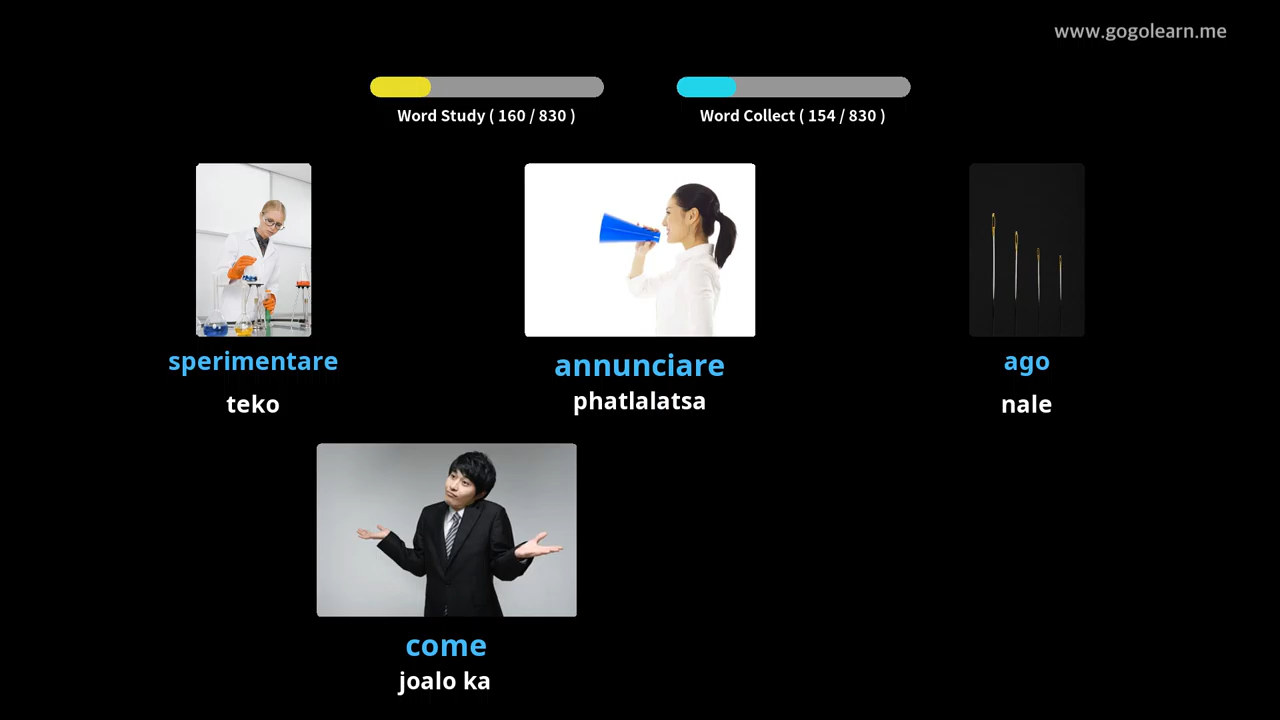 www.gogolearn.me
Word Study ( 160 / 830 )
Word Collect ( 154 / 830 )
sperimentare
teko
annunciare
phatlalatsa
ago
nale
come
joalo ka